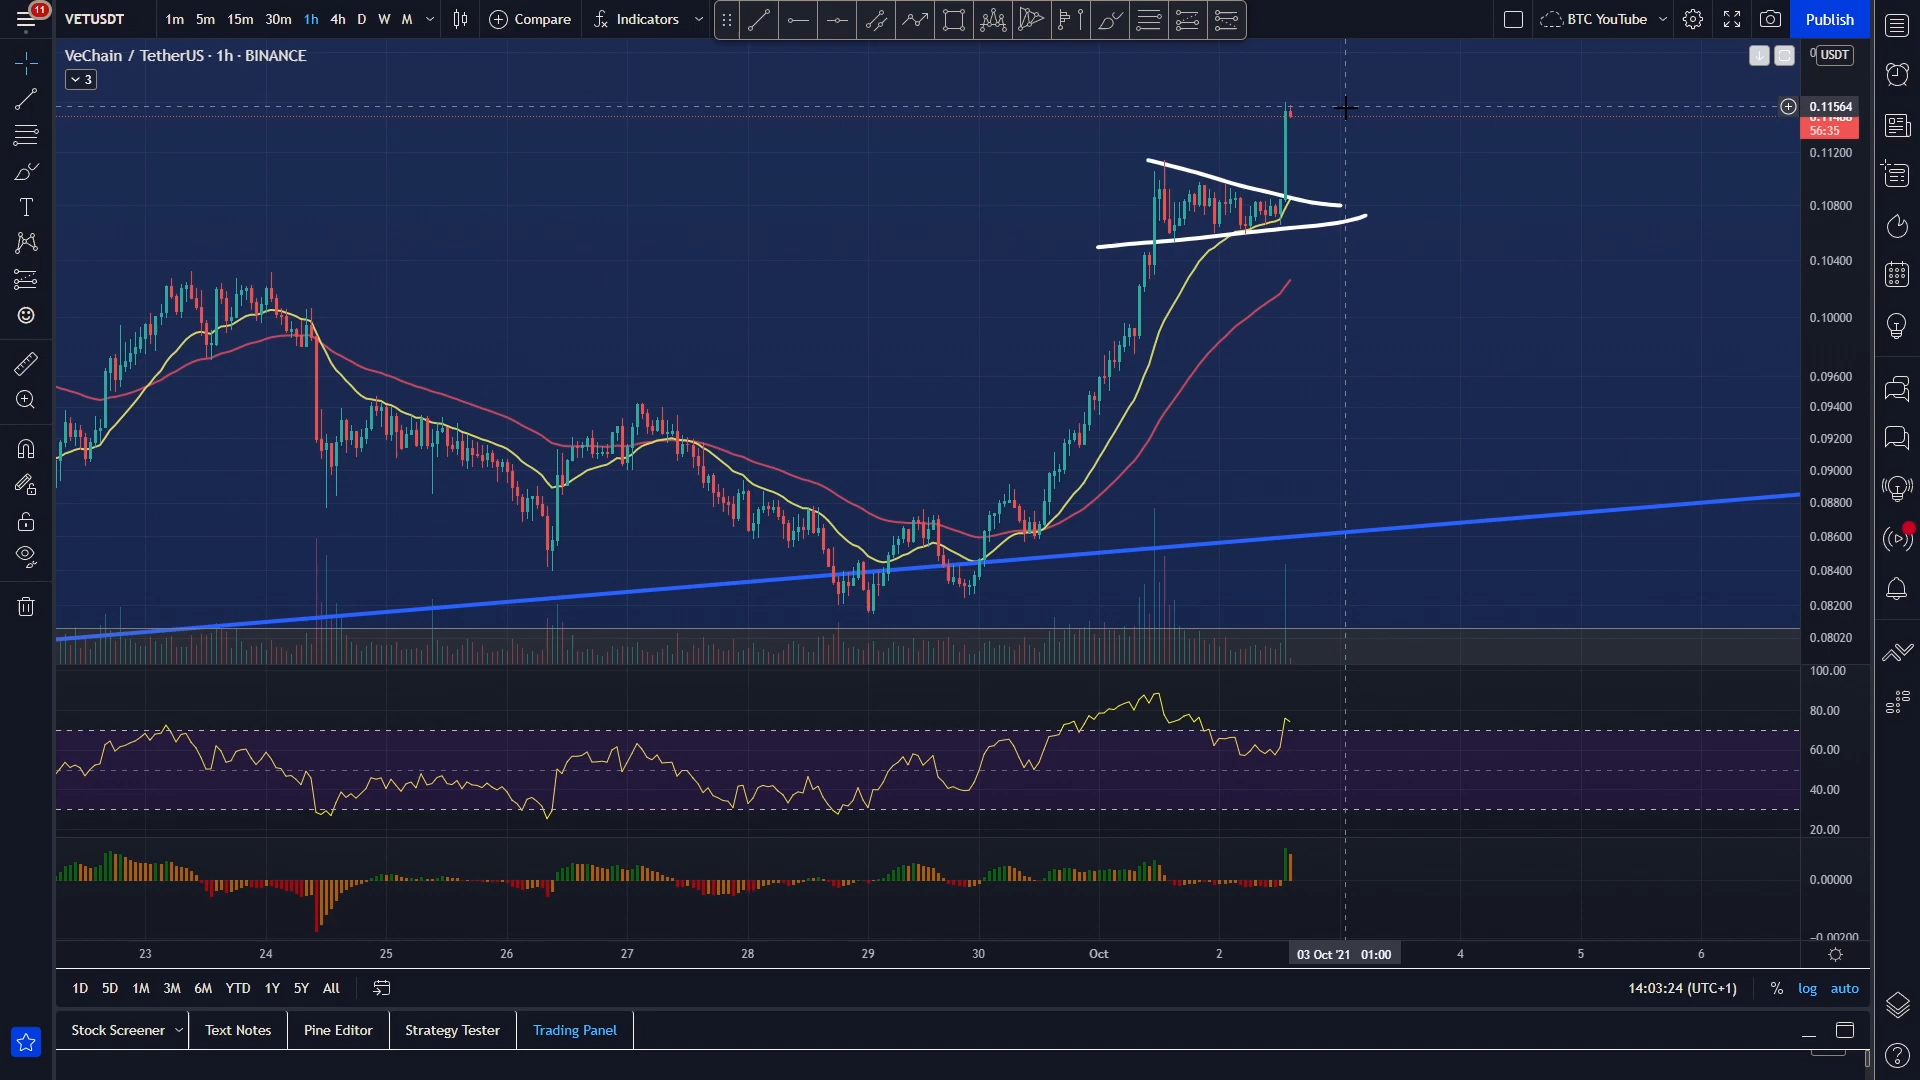 11
VETUSDT
1m 5m 15m 30m 1h 4h D W M
Compare
Indicators
BTC YouTube
Publish
VeChain / TetherUS · 1h · BINANCE
3
USDT
0.11564
56:35
0.11200
0.10800
0.10400
0.10000
0.09600
0.09400
0.09200
0.09000
0.08800
0.08600
0.08400
0.08200
0.08020
100.00
80.00
60.00
40.00
20.00
0.00000
-0.00200
23 24 25 26 27 28 29 30 Oct 2 03 Oct '21 01:00 4 5 6
1D 5D 1M 3M 6M YTD 1Y 5Y All
14:03:24 (UTC+1) % log auto
Stock Screener Text Notes Pine Editor Strategy Tester Trading Panel